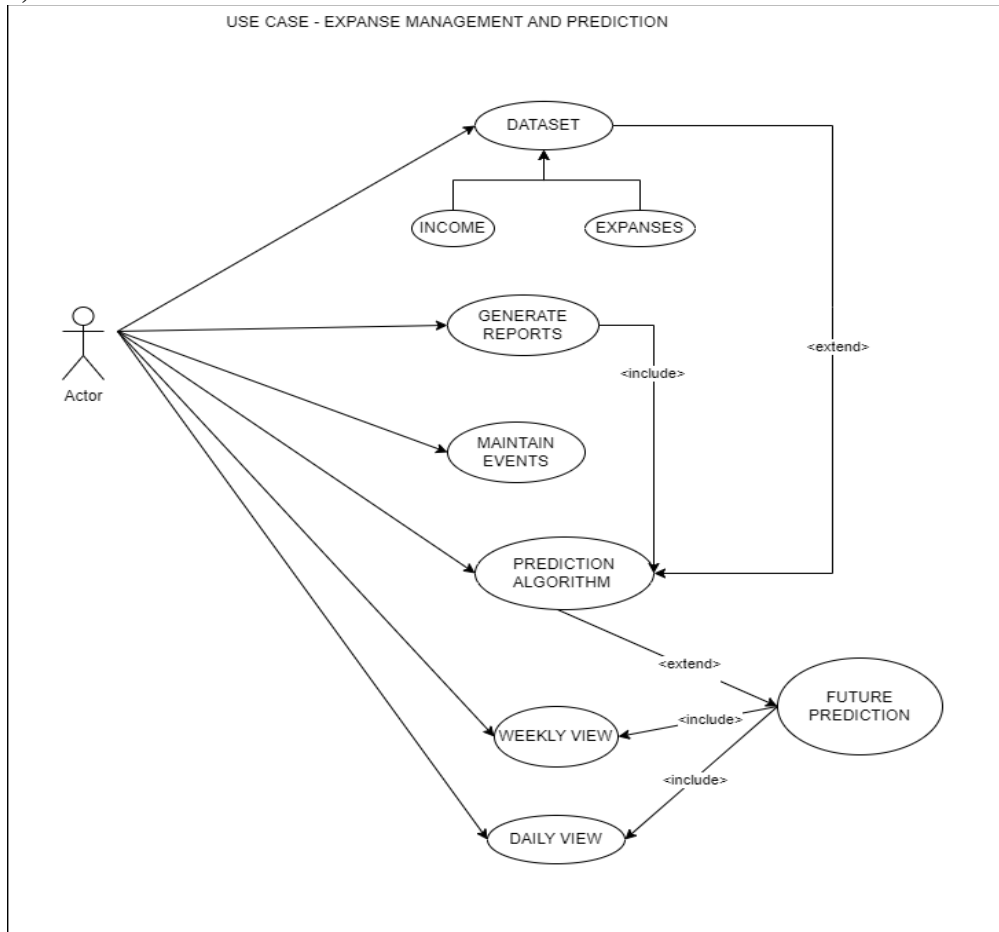 USE CASE - EXPANSE MANAGEMENT AND PREDICTION
DATASET
INCOME
EXPANSES
GENERATE
REPORTS
<extend>
<include>
Actor
MAINTAIN
EVENTS
PREDICTION
ALGORITHM
<extend>
FUTURE
PREDICTION
<include>
WEEKLY VIEW
<include>
DAILY VIEW